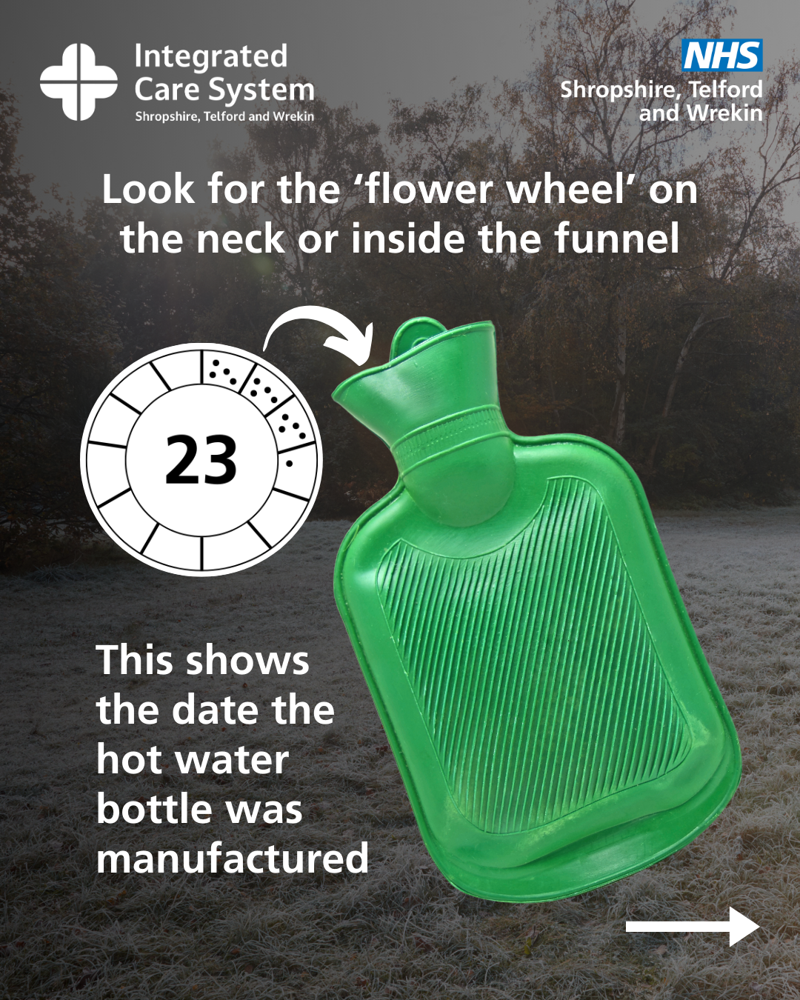 Integrated
Care System
Shropshire, Telford and Wrekin
NHS
Shropshire, Telford
and Wrekin
Look for the ‘flower wheel’ on
the neck or inside the funnel
23
This shows
the date the
hot water
bottle was
manufactured